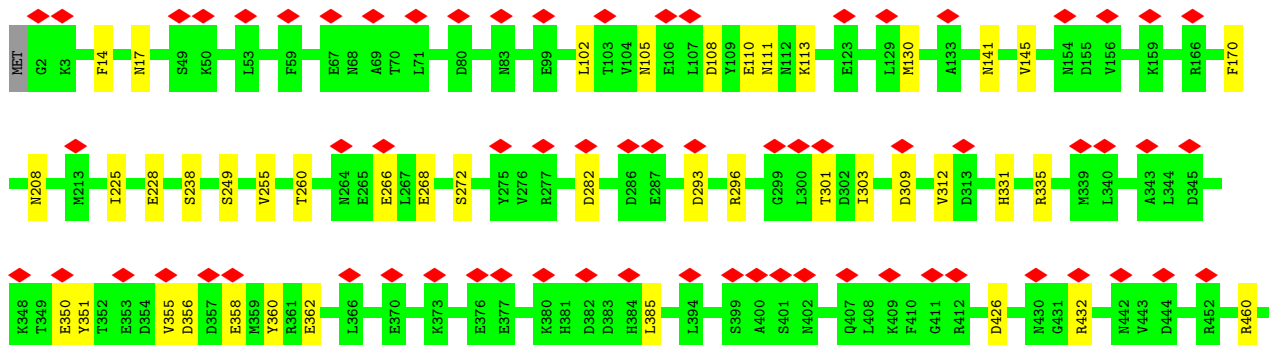 MET G2 K3 F14 N17 S49 K50 L53 F59 E67 N68 A69 T70 L71 D80 N83 E99 L102 T103 V104 N105 E106 L107 D108 Y109 E110 N111 N112 K113 E123 L129 M130 A133 N141 V145 N154 D155 V156 K159 R166 F170
N208 M213 I225 E228 S238 S249 V255 T260 N264 E265 E266 L267 E268 S272 Y275 V276 R277 D282 D286 E287 D293 R296 G299 L300 T301 D302 I303 D309 V312 D313 H331 R335 M339 L340 A343 L344 D345
K348 T349 E350 Y351 T352 E353 D354 V355 D356 D357 E358 M359 Y360 R361 E362 L366 E370 K373 E376 E377 K380 H381 D382 D383 H384 L385 L394 S399 A400 S401 N402 Q407 L408 K409 F410 G411 R412 D426 N430 G431 R432 N442 V443 D444 R452 R460